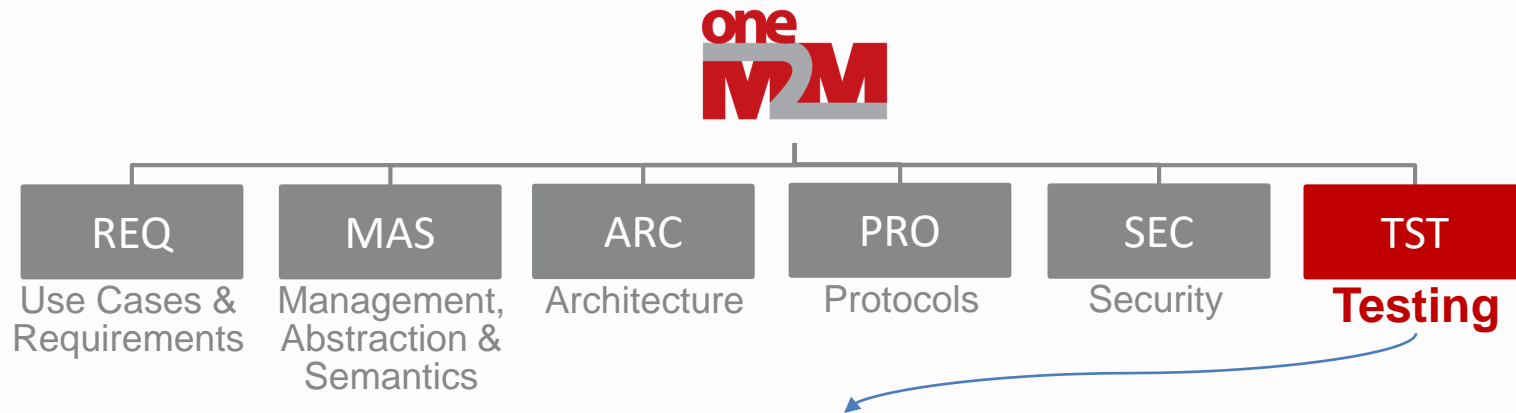 one
M2M
REQ
MAS
ARC
PRO
SEC
TST
Use Cases &
Requirements
Management,
Abstraction &
Semantics
Architecture
Protocols
Security
Testing